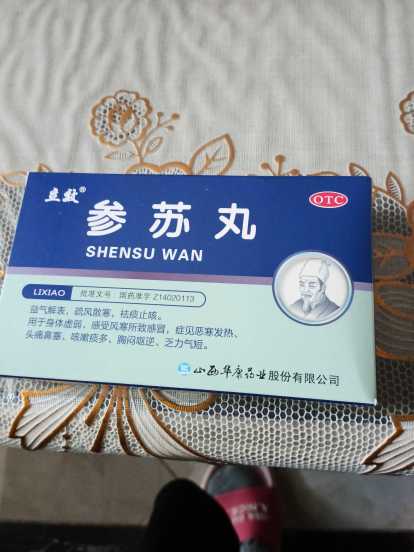 立效®
OTC
参苏丸
SHENSU WAN
LIXIAO 批准文号：国药准字 Z14020113
益气解表，疏风散寒，祛痰止咳。
用于身体虚弱，感受风寒所致感冒，症见恶寒发热、
头痛鼻塞、咳嗽痰多、胸闷呕逆、乏力气短。
山西华康药业股份有限公司